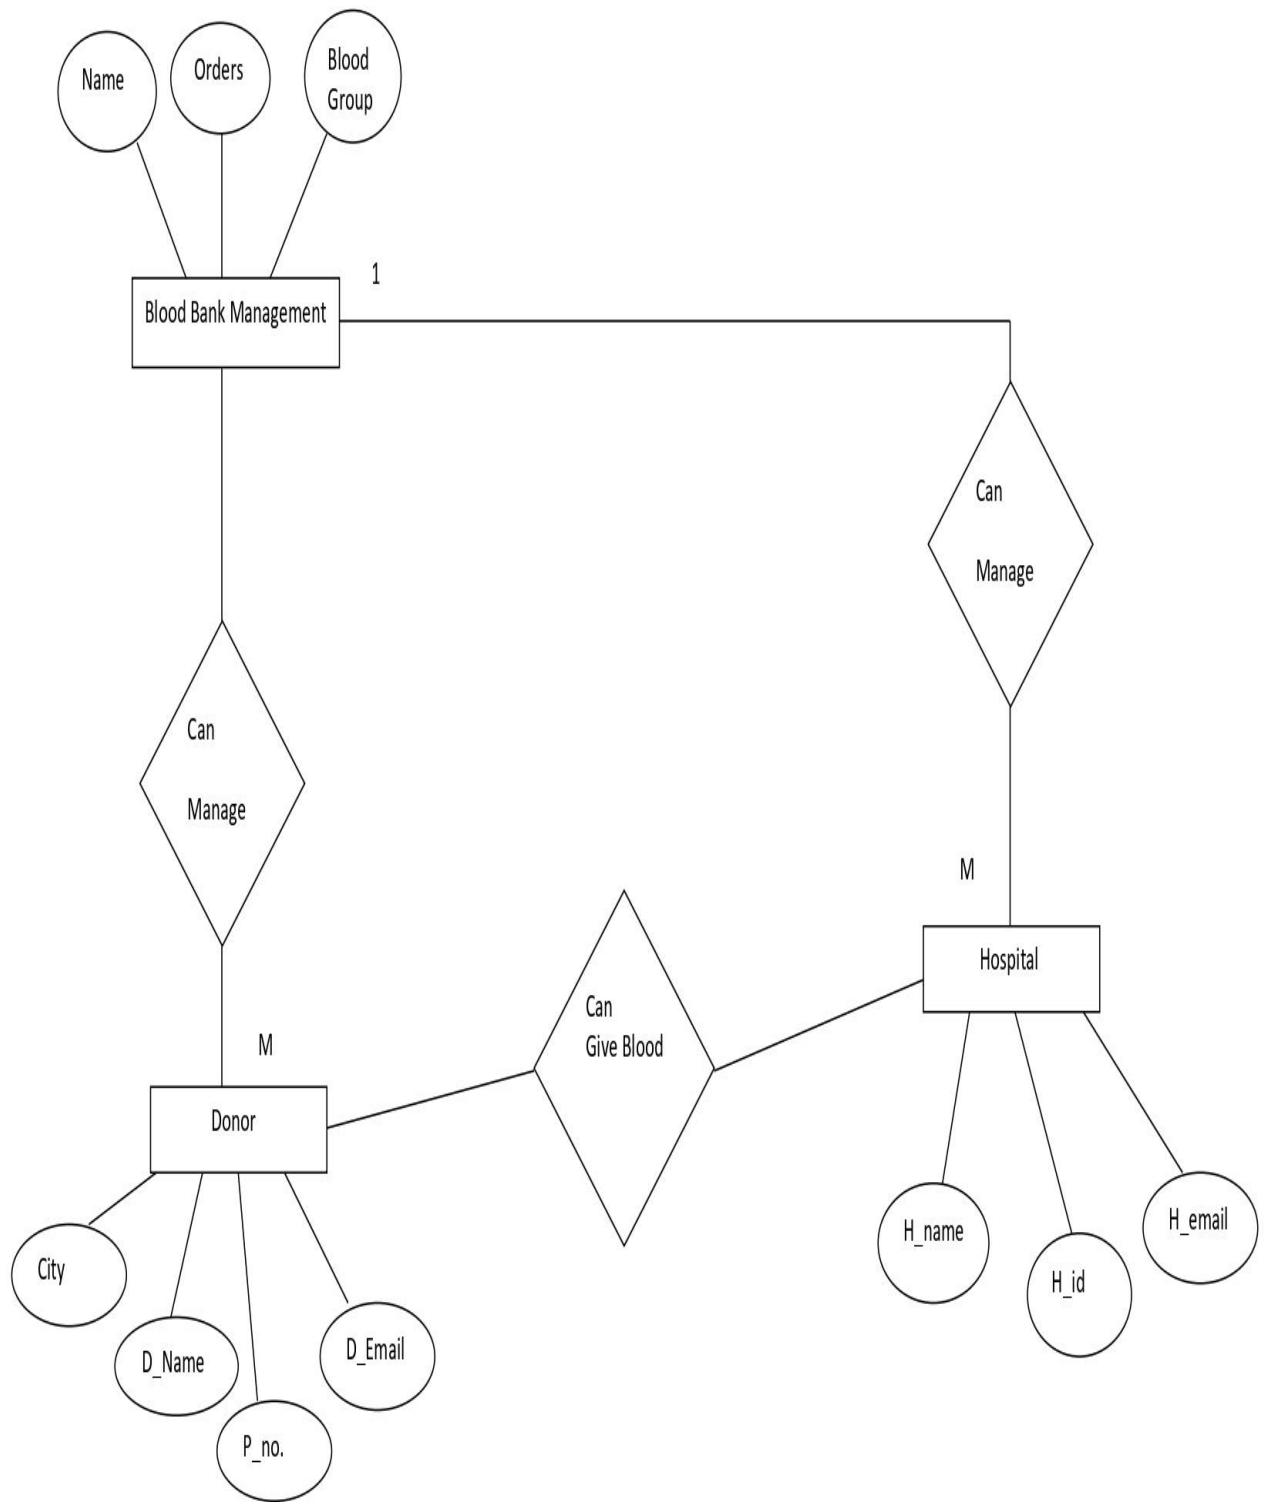 Name
Orders
Blood
Group
1
Blood Bank Management
Can
Manage
Can
Manage
M
Hospital
Can
Give Blood
M
Donor
H_name
H_email
H_id
City
D_Name
D_Email
P_no.